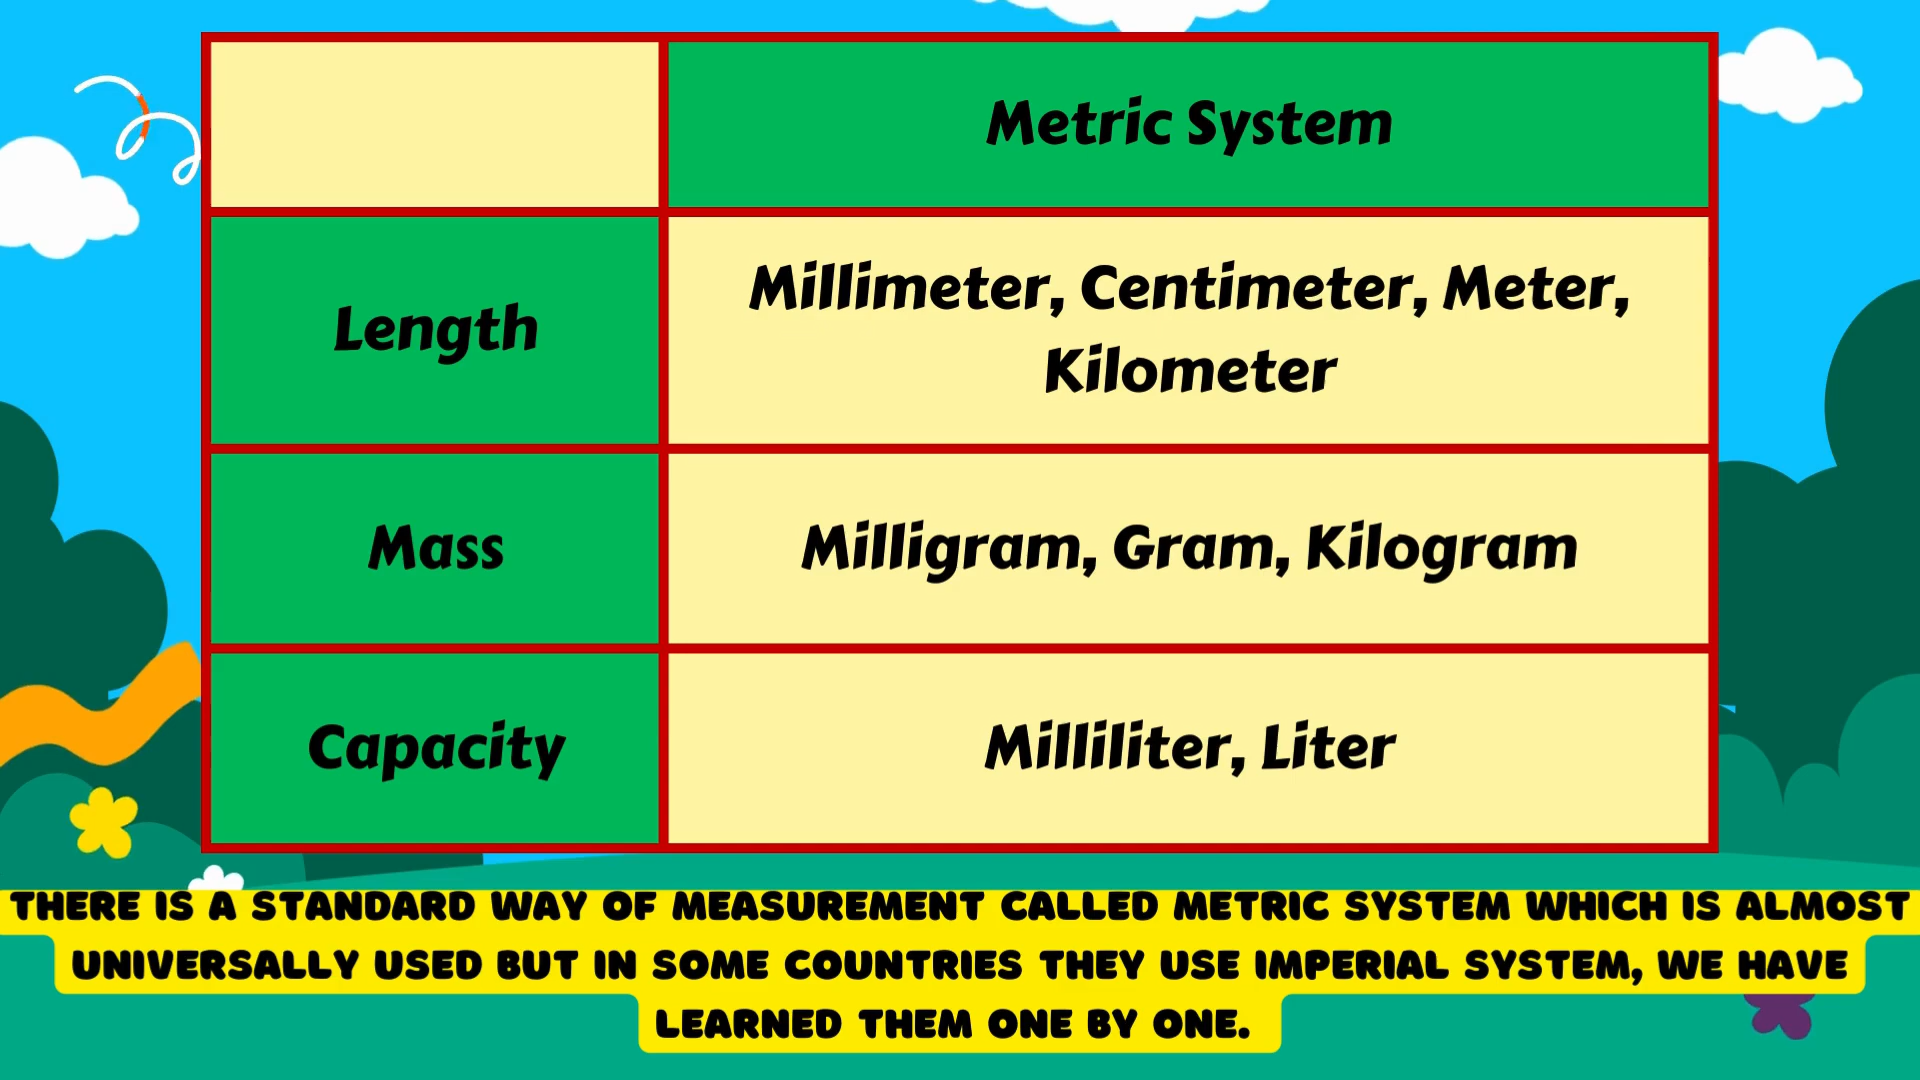 Metric System
Length
Millimeter, Centimeter, Meter,
Kilometer
Mass
Milligram, Gram, Kilogram
Capacity
Milliliter, Liter
THERE IS A STANDARD WAY OF MEASUREMENT CALLED METRIC SYSTEM WHICH IS ALMOST
UNIVERSALLY USED BUT IN SOME COUNTRIES THEY USE IMPERIAL SYSTEM, WE HAVE
LEARNED THEM ONE BY ONE.